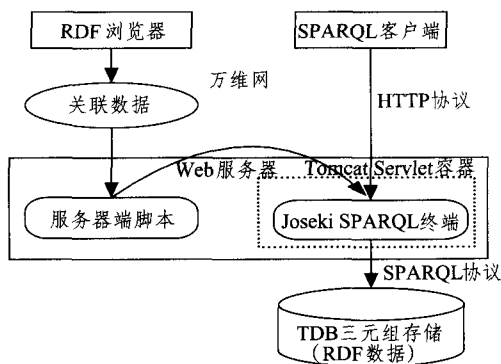 RDF浏览器
SPARQL客户端
万维网
关联数据
HTTP协议
Web服务器
Tomcat Servlet容器
服务器端脚本
Joseki SPARQL终端
SPARQL协议
TDB三元组存储
(RDF数据)